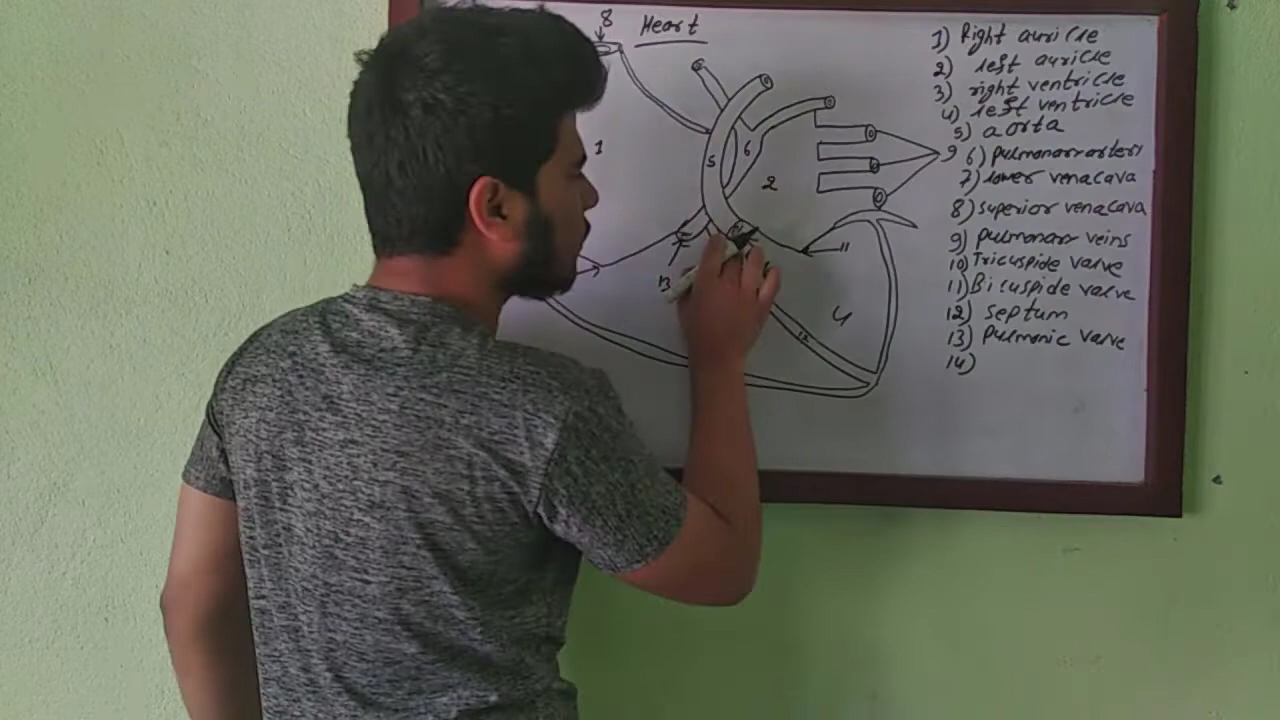 8
Heart
1
5
6
2
9
11
13
4
12
1) Right auricle
2) left auricle
3) right ventricle
4) left ventricle
5) aorta
6) pulmonary artery
7) lower venacava
8) superior venacava
9) pulmonary veins
10) Tricuspide valve
11) Bicuspide valve
12) septum
13) pulmonic valve
14)